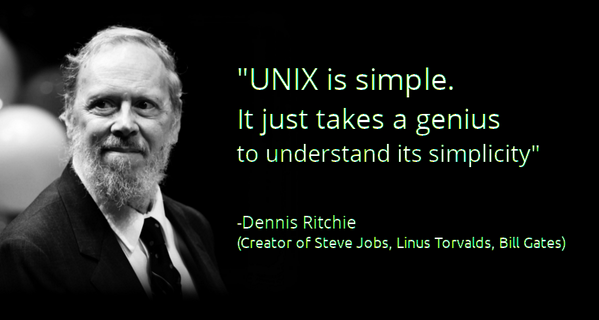 "UNIX is simple.
It just takes a genius
to understand its simplicity"
-Dennis Ritchie
(Creator of Steve Jobs, Linus Torvalds, Bill Gates)